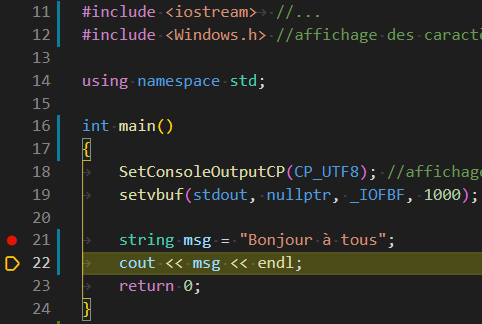 11 #include <iostream> //...
12 #include <Windows.h> //affichage des caract
13
14 using namespace std;
15
16 int main()
17 {
18 SetConsoleOutputCP(CP_UTF8); //affichage
19 setvbuf(stdout, nullptr, _IOFBF, 1000);
20
21 string msg = "Bonjour à tous";
22 cout << msg << endl;
23 return 0;
24 }